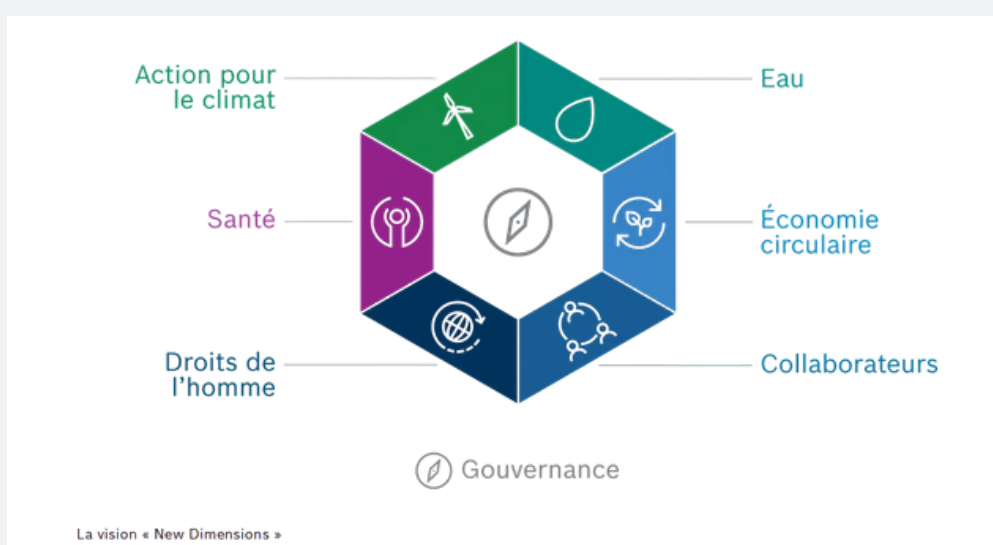 Action pour
le climat
Eau
Santé
Économie
circulaire
Droits de
l’homme
Collaborateurs
Gouvernance
La vision « New Dimensions »